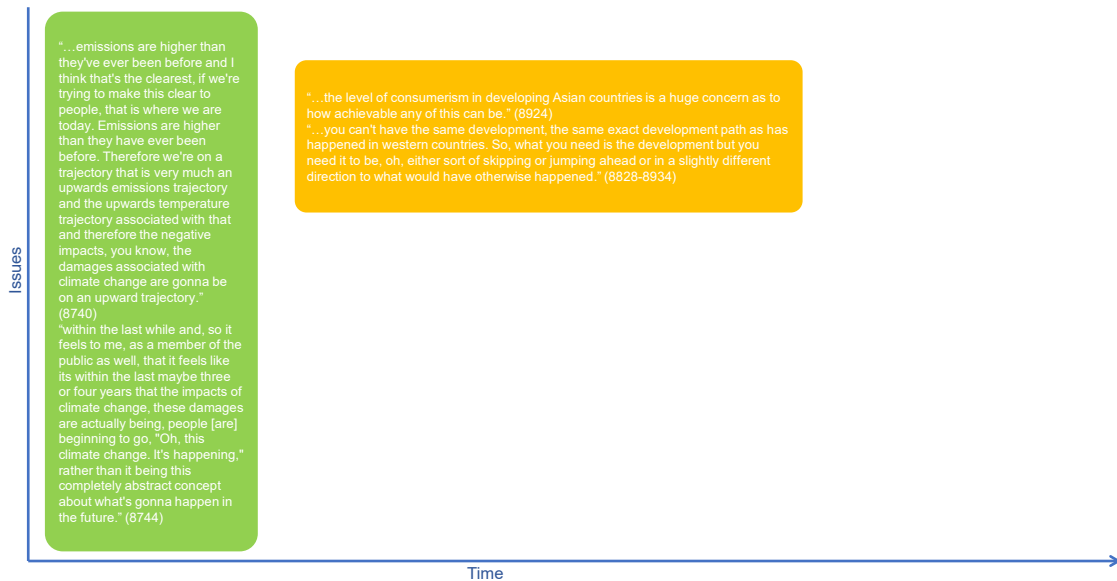 “…emissions are higher than
they've ever been before and I
think that's the clearest, if we're
trying to make this clear to
people, that is where we are
today. Emissions are higher
than they have ever been
before. Therefore we're on a
trajectory that is very much an
upwards emissions trajectory
and the upwards temperature
trajectory associated with that
and therefore the negative
impacts, you know, the
damages associated with
climate change are gonna be
on an upward trajectory.”
(8740)
“within the last while and, so it
feels to me, as a member of the
public as well, that it feels like
its within the last maybe three
or four years that the impacts of
climate change, these damages
are actually being, people [are]
beginning to go, "Oh, this
climate change. It's happening,"
rather than it being this
completely abstract concept
about what's gonna happen in
the future.” (8744)
“…the level of consumerism in developing Asian countries is a huge concern as to
how achievable any of this can be.” (8924)
“…you can't have the same development, the same exact development path as has
happened in western countries. So, what you need is the development but you
need it to be, oh, either sort of skipping or jumping ahead or in a slightly different
direction to what would have otherwise happened.” (8828-8934)
Issues
Time